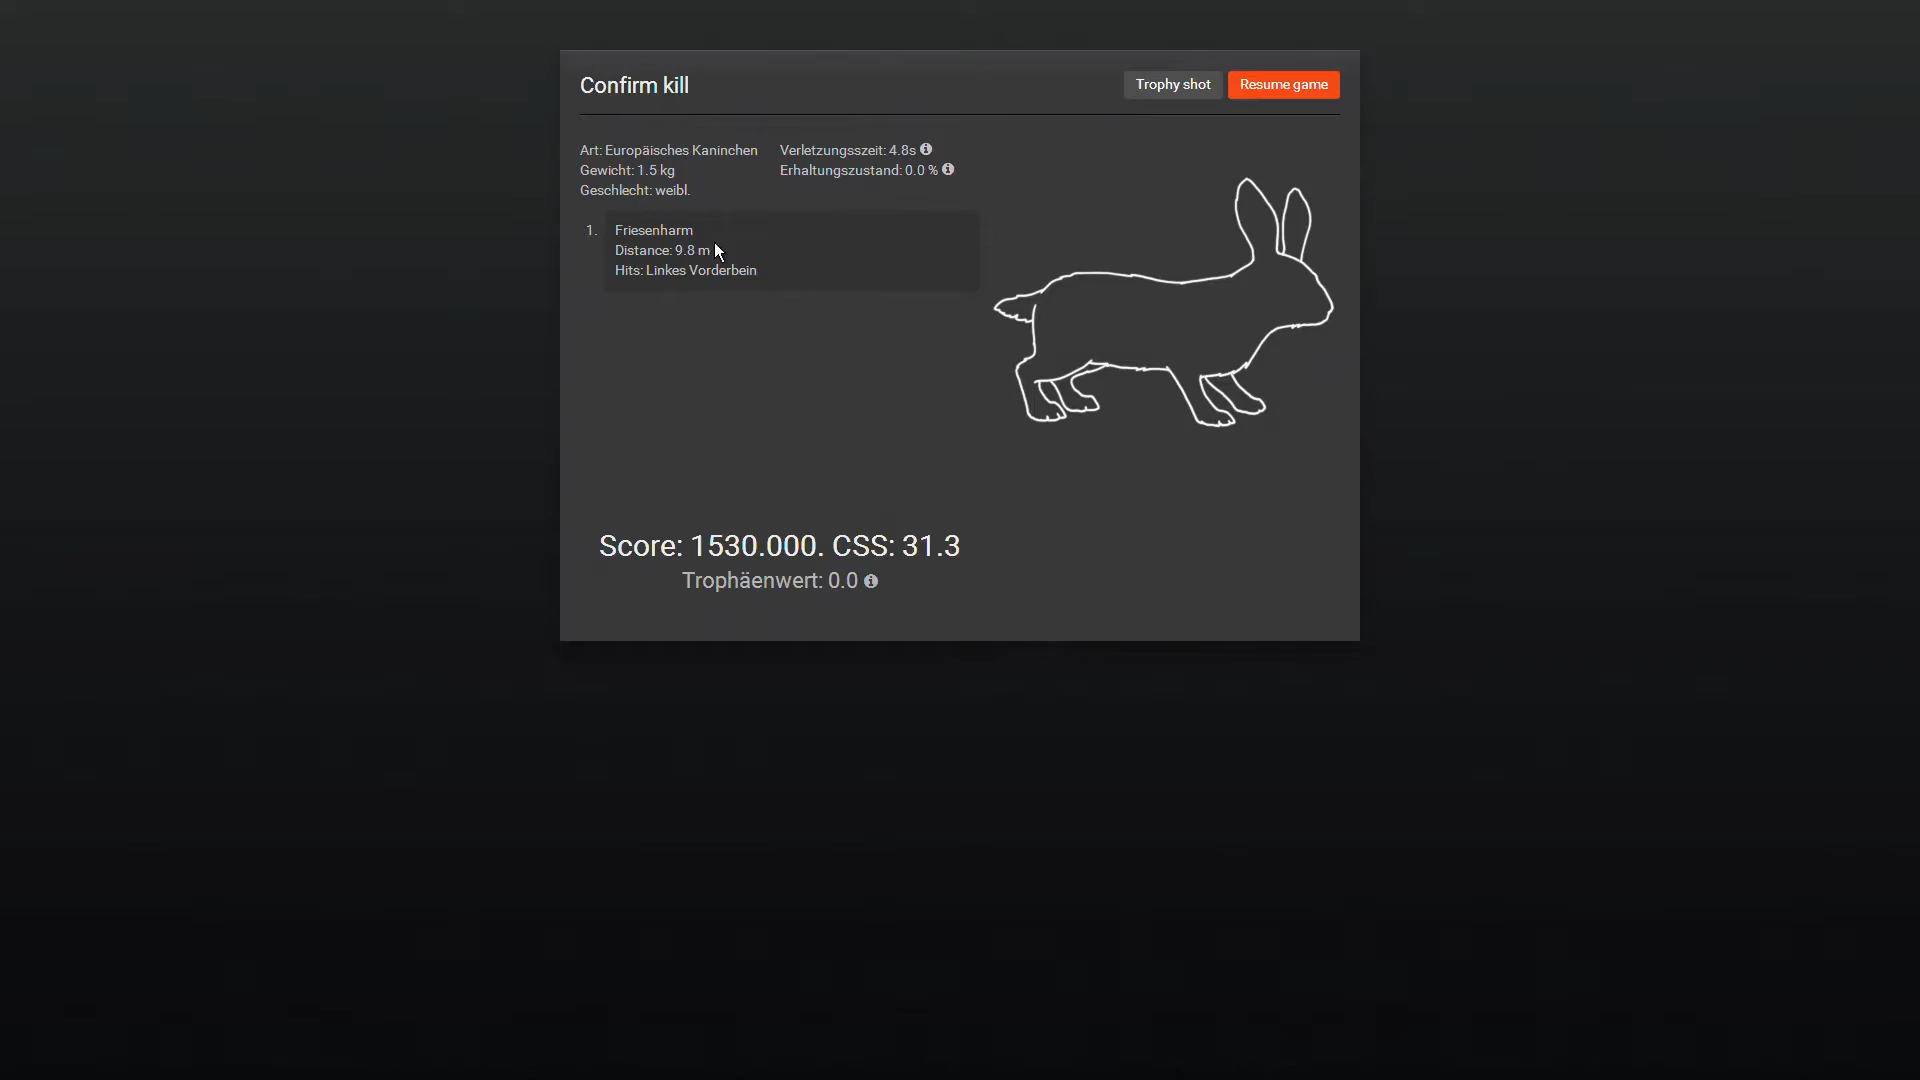 Confirm kill
Trophy shot
Resume game
Art: Europäisches Kaninchen
Gewicht: 1.5 kg
Geschlecht: weibl.
Verletzungsszeit: 4.8s
Erhaltungszustand: 0.0 %
1. Friesenharm
Distance: 9.8 m
Hits: Linkes Vorderbein
Score: 1530.000. CSS: 31.3
Trophäenwert: 0.0